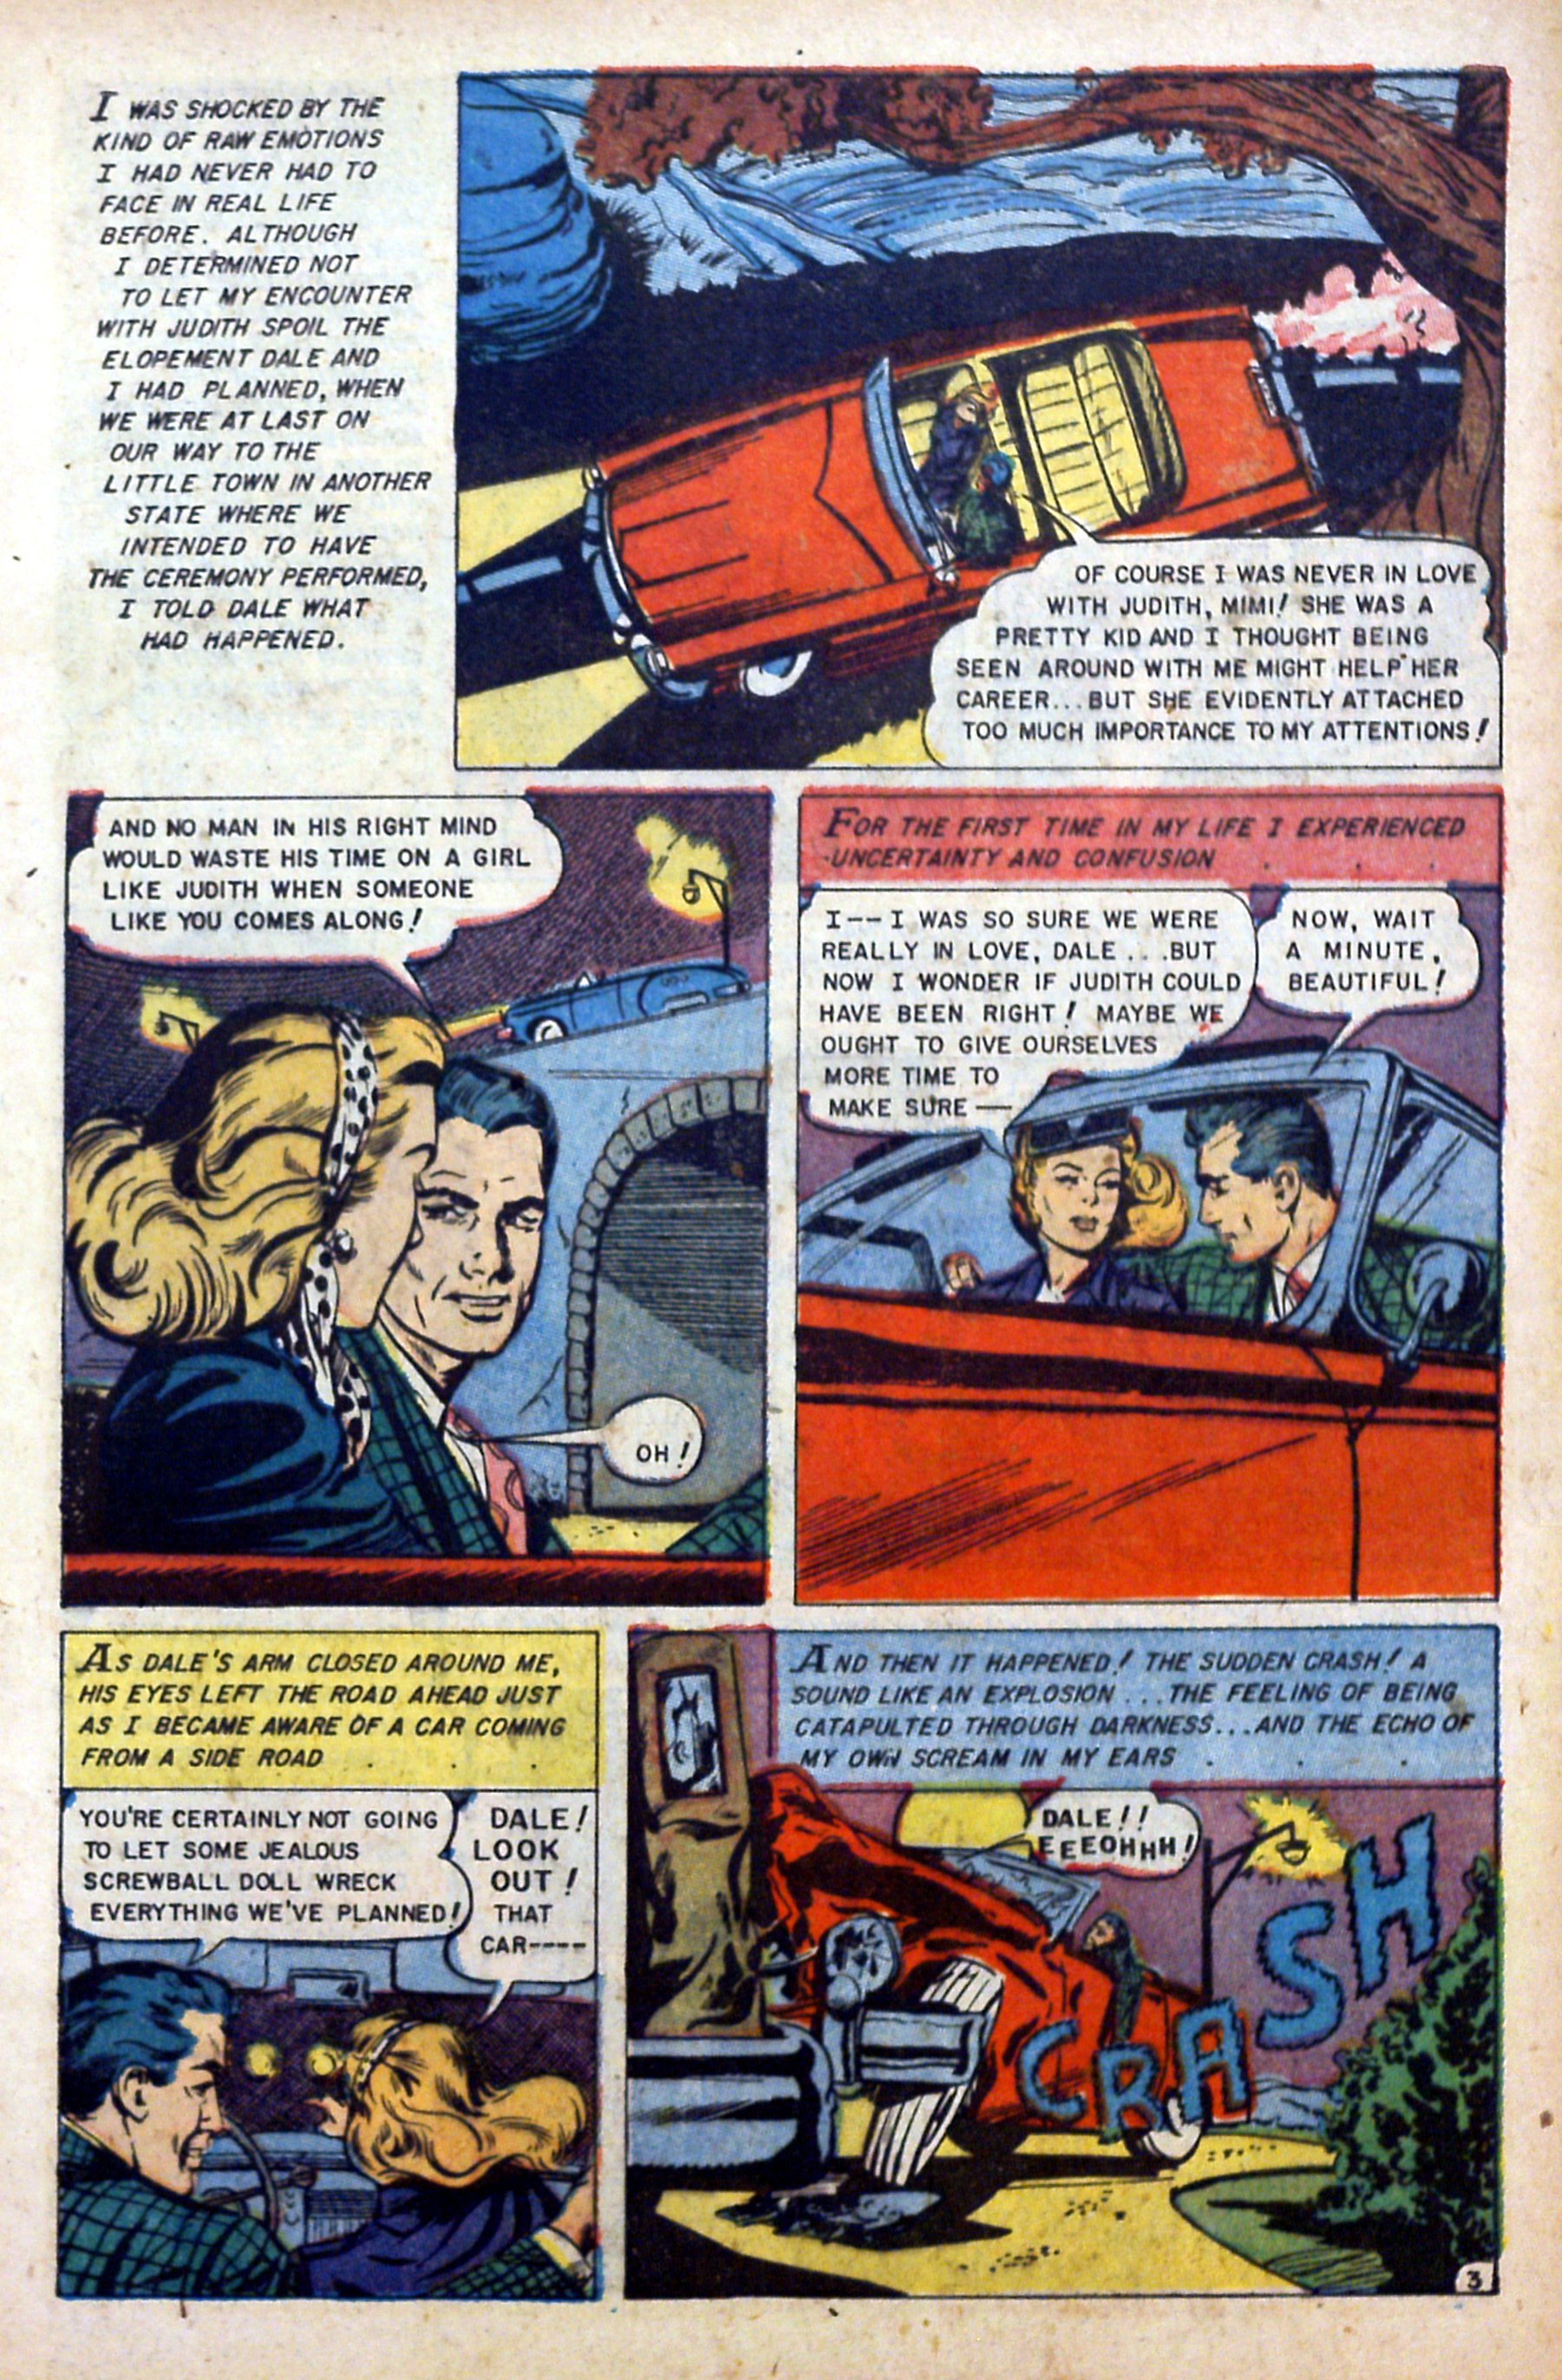 I WAS SHOCKED BY THE
KIND OF RAW EMOTIONS
I HAD NEVER HAD TO
FACE IN REAL LIFE
BEFORE. ALTHOUGH
I DETERMINED NOT
TO LET MY ENCOUNTER
WITH JUDITH SPOIL THE
ELOPEMENT DALE AND
I HAD PLANNED, WHEN
WE WERE AT LAST ON
OUR WAY TO THE
LITTLE TOWN IN ANOTHER
STATE WHERE WE
INTENDED TO HAVE
THE CEREMONY PERFORMED,
I TOLD DALE WHAT
HAD HAPPENED.
OF COURSE I WAS NEVER IN LOVE
WITH JUDITH, MIMI! SHE WAS A
PRETTY KID AND I THOUGHT BEING
SEEN AROUND WITH ME MIGHT HELP HER
CAREER...BUT SHE EVIDENTLY ATTACHED
TOO MUCH IMPORTANCE TO MY ATTENTIONS!
AND NO MAN IN HIS RIGHT MIND
WOULD WASTE HIS TIME ON A GIRL
LIKE JUDITH WHEN SOMEONE
LIKE YOU COMES ALONG!
OH!
FOR THE FIRST TIME IN MY LIFE I EXPERIENCED
UNCERTAINTY AND CONFUSION . . .
I--I WAS SO SURE WE WERE
REALLY IN LOVE, DALE...BUT
NOW I WONDER IF JUDITH COULD
HAVE BEEN RIGHT! MAYBE WE
OUGHT TO GIVE OURSELVES
MORE TIME TO
MAKE SURE —
NOW, WAIT
A MINUTE,
BEAUTIFUL!
AS DALE'S ARM CLOSED AROUND ME,
HIS EYES LEFT THE ROAD AHEAD JUST
AS I BECAME AWARE OF A CAR COMING
FROM A SIDE ROAD . . .
YOU'RE CERTAINLY NOT GOING
TO LET SOME JEALOUS
SCREWBALL DOLL WRECK
EVERYTHING WE'VE PLANNED!
DALE!
LOOK
OUT!
THAT
CAR----
AND THEN IT HAPPENED! THE SUDDEN CRASH! A
SOUND LIKE AN EXPLOSION...THE FEELING OF BEING
CATAPULTED THROUGH DARKNESS...AND THE ECHO OF
MY OWN SCREAM IN MY EARS . . .
DALE!!
EEEOHHH!
CRASH
3